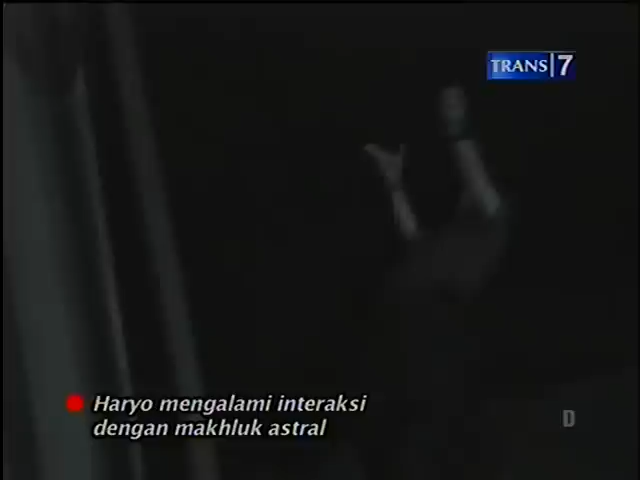 TRANS|7
Haryo mengalami interaksi
dengan makhluk astral
D